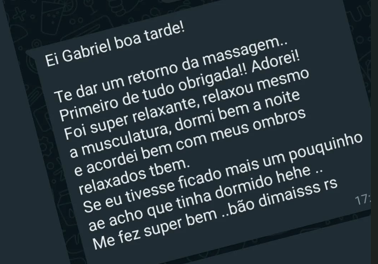 Ei Gabriel boa tarde!
Te dar um retorno da massagem..
Primeiro de tudo obrigada!! Adorei!
Foi super relaxante, relaxou mesmo
a musculatura, dormi bem a noite
e acordei bem com meus ombros
relaxados tbem.
Se eu tivesse ficado mais um pouquinho
ae acho que tinha dormido hehe ..
Me fez super bem ..bão dimaisss rs
17: